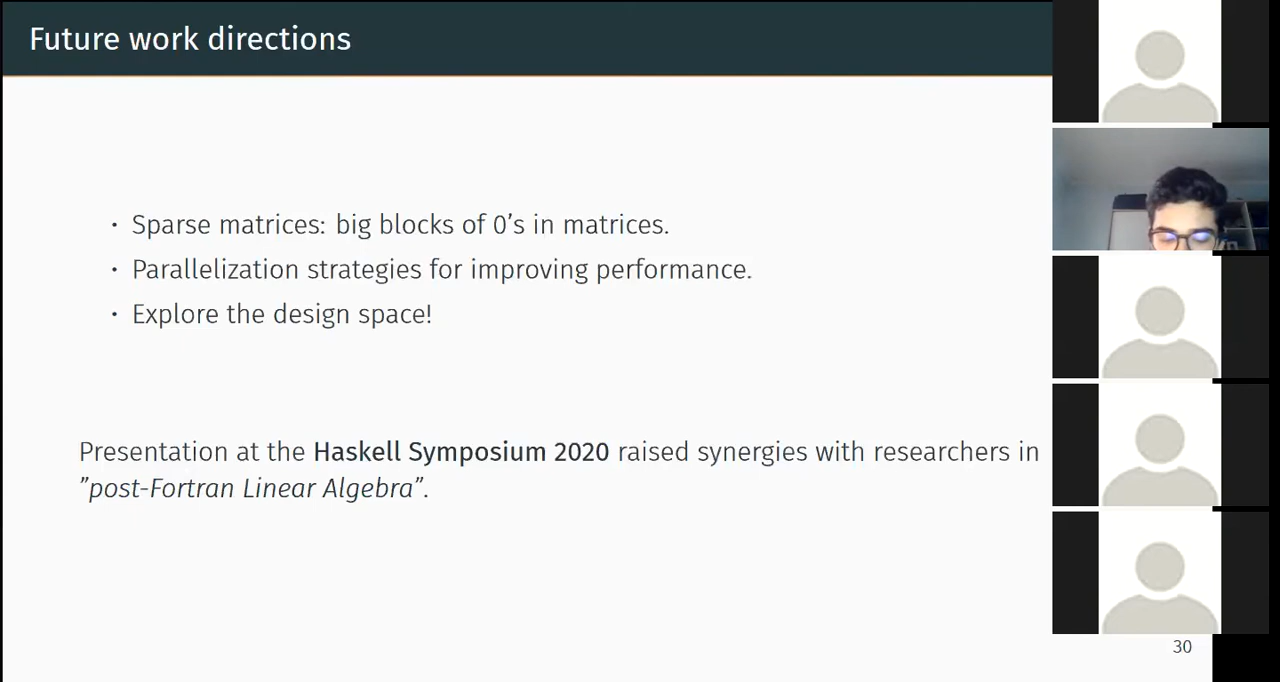 Future work directions
· Sparse matrices: big blocks of 0’s in matrices.
· Parallelization strategies for improving performance.
· Explore the design space!
Presentation at the Haskell Symposium 2020 raised synergies with researchers in
”post-Fortran Linear Algebra”.
30